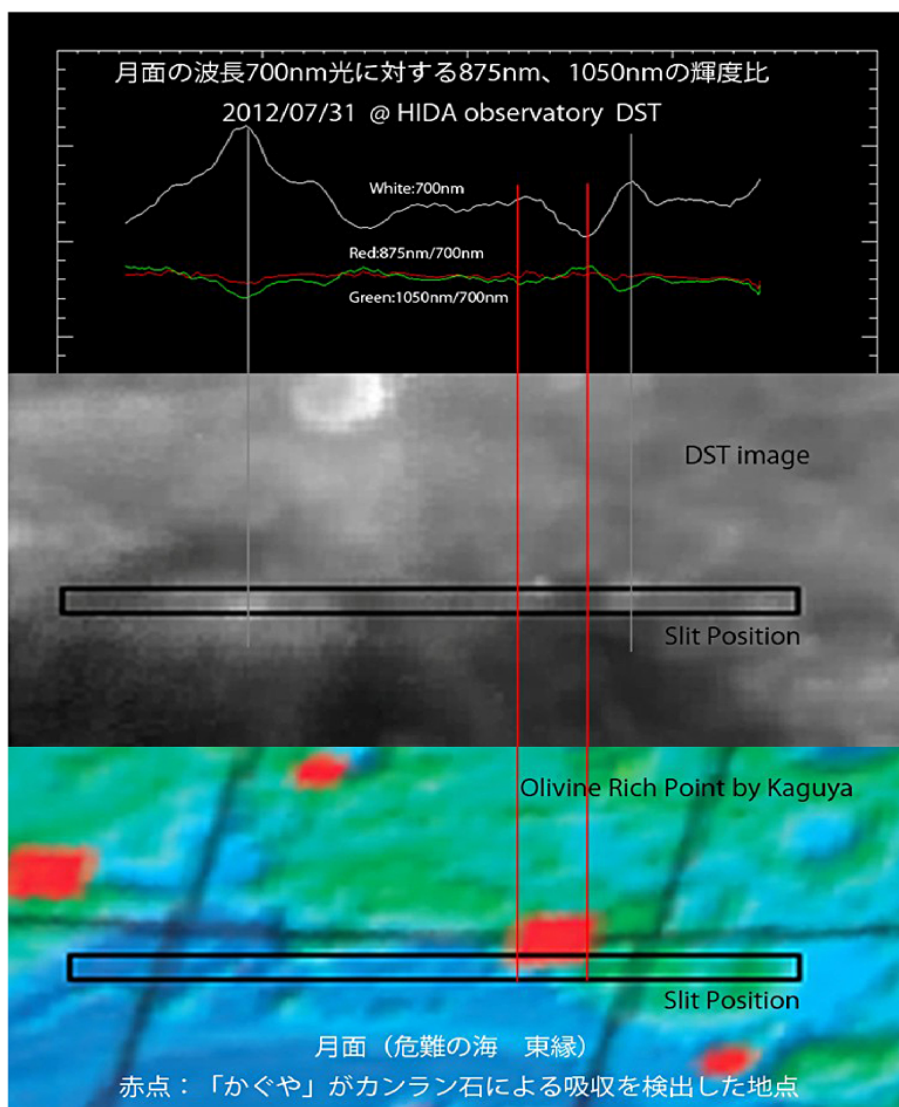 月面の波長700nm光に対する875nm、1050nmの輝度比
2012/07/31 @ HIDA observatory DST
White:700nm
Red:875nm/700nm
Green:1050nm/700nm
DST image
Slit Position
Olivine Rich Point by Kaguya
Slit Position
月面（危難の海 東縁）
赤点：「かぐや」がカンラン石による吸収を検出した地点